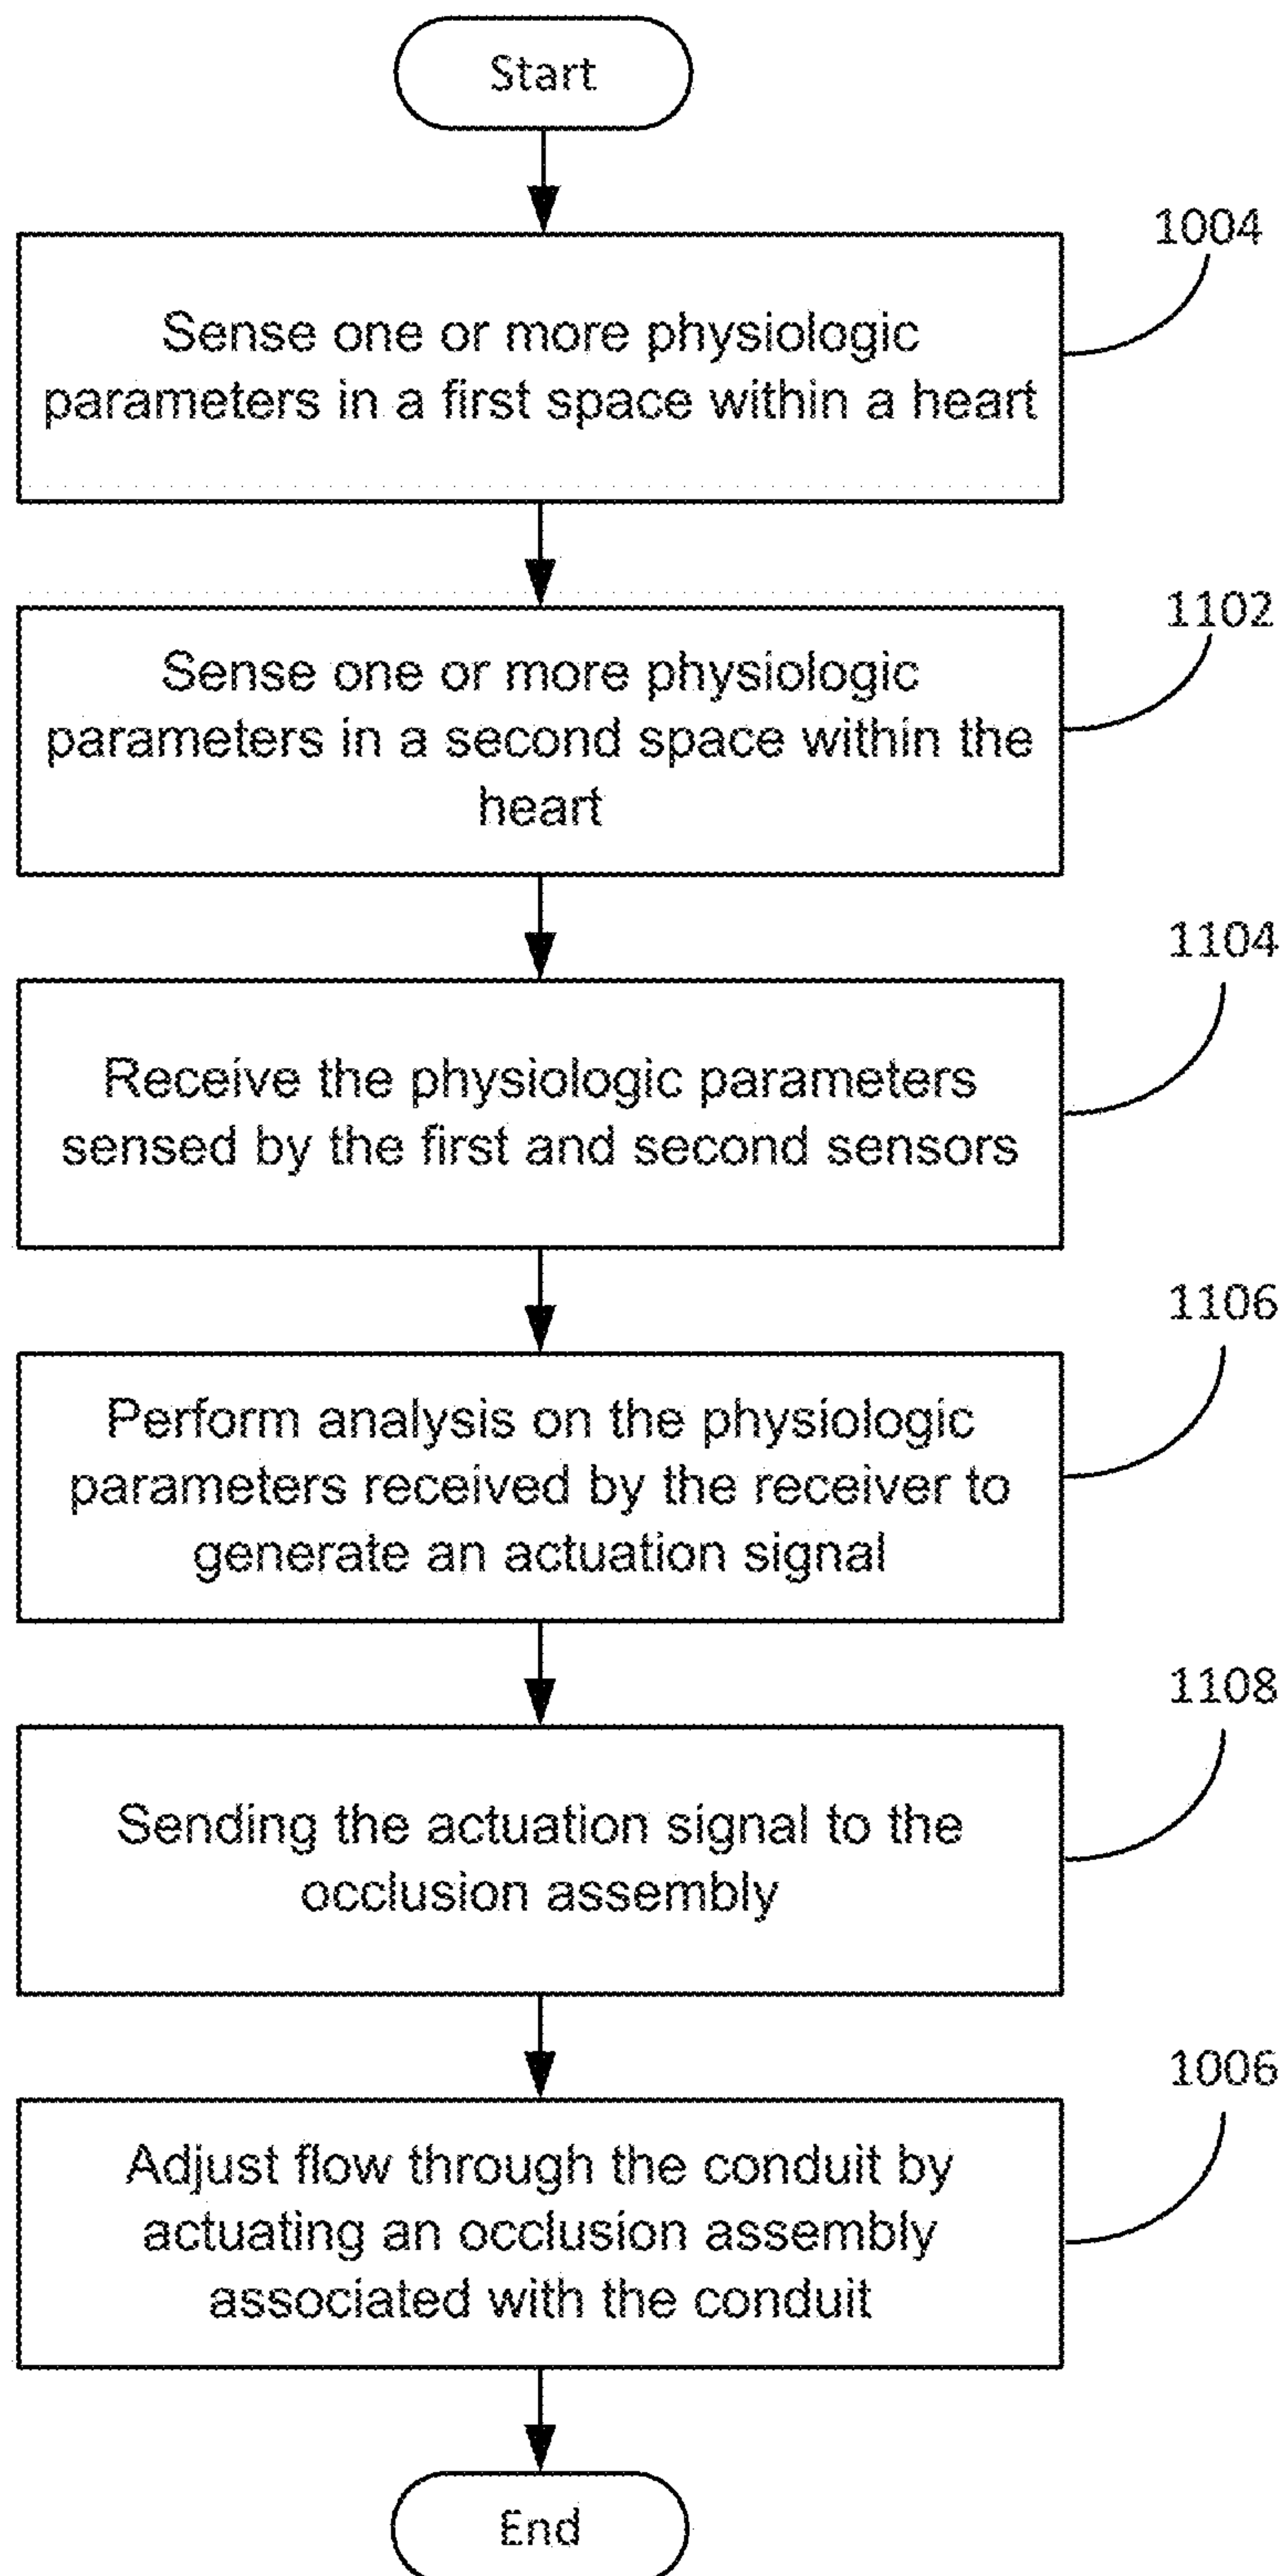 Start
1004
Sense one or more physiologic
parameters in a first space within a heart
1102
Sense one or more physiologic
parameters in a second space within the
heart
1104
Receive the physiologic parameters
sensed by the first and second sensors
1106
Perform analysis on the physiologic
parameters received by the receiver to
generate an actuation signal
1108
Sending the actuation signal to the
occlusion assembly
1006
Adjust flow through the conduit by
actuating an occlusion assembly
associated with the conduit
End